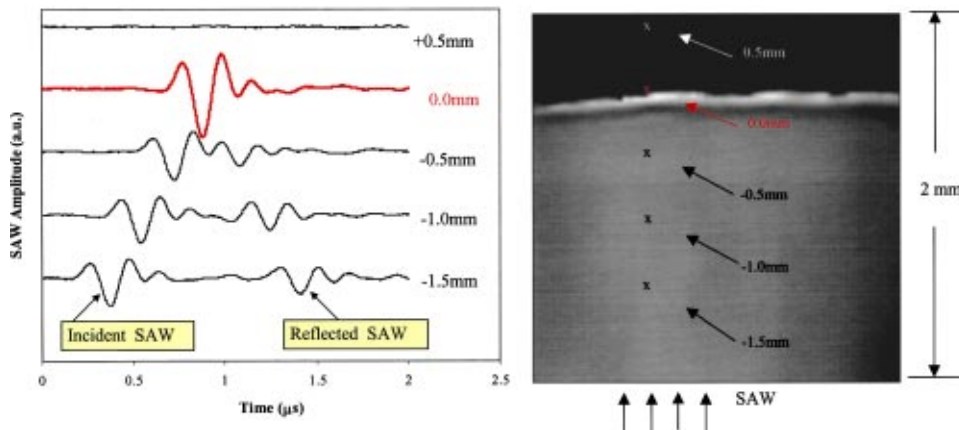 SAW Amplitude (a.u.)
+0.5mm
0.0mm
-0.5mm
-1.0mm
-1.5mm
Incident SAW
Reflected SAW
0
0.5
1
1.5
2
2.5
Time (μs)
x
0.5mm
x
0.0mm
x
-0.5mm
x
-1.0mm
x
-1.5mm
2 mm
SAW